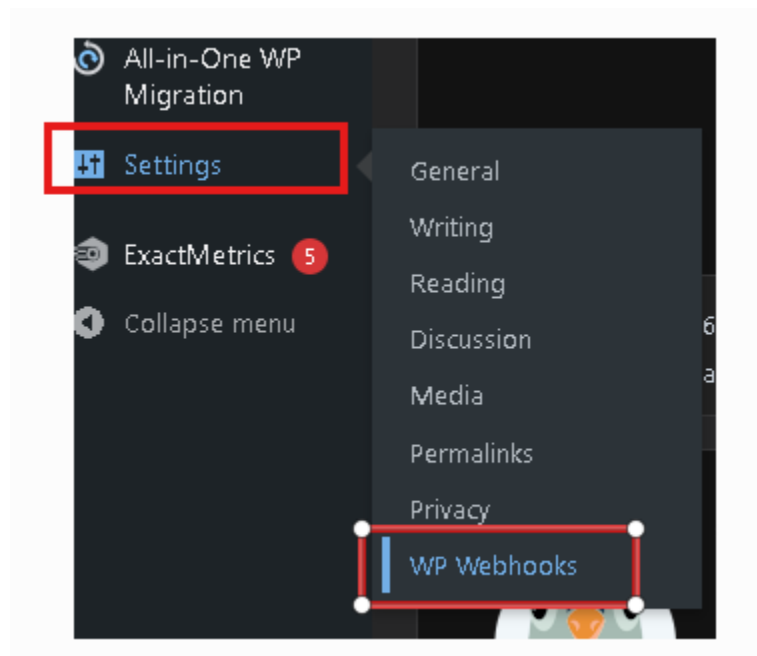 All-in-One WP
Migration
Settings
ExactMetrics 5
Collapse menu
General
Writing
Reading
Discussion
Media
Permalinks
Privacy
WP Webhooks
6
a